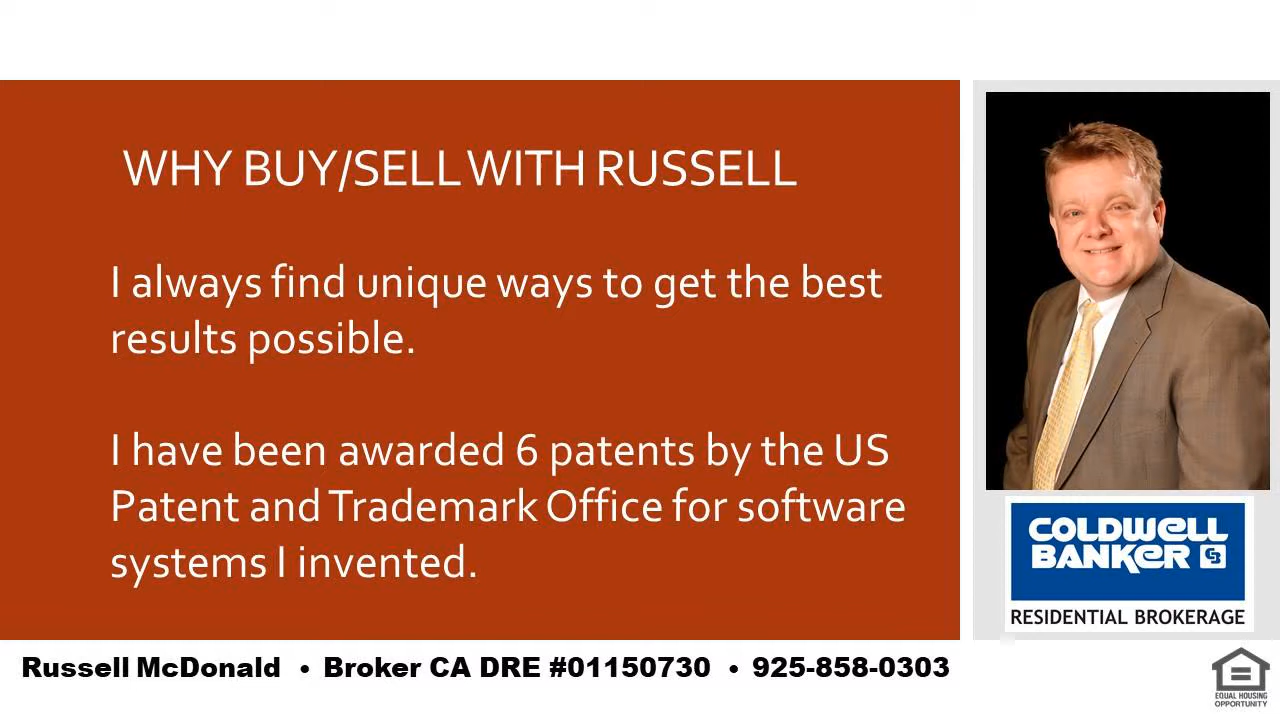 WHY BUY/SELL WITH RUSSELL
I always find unique ways to get the best
results possible.
I have been awarded 6 patents by the US
Patent and Trademark Office for software
systems I invented.
COLDWELL
BANKER CB
RESIDENTIAL BROKERAGE
Russell McDonald • Broker CA DRE #01150730 • 925-858-0303
EQUAL HOUSING
OPPORTUNITY